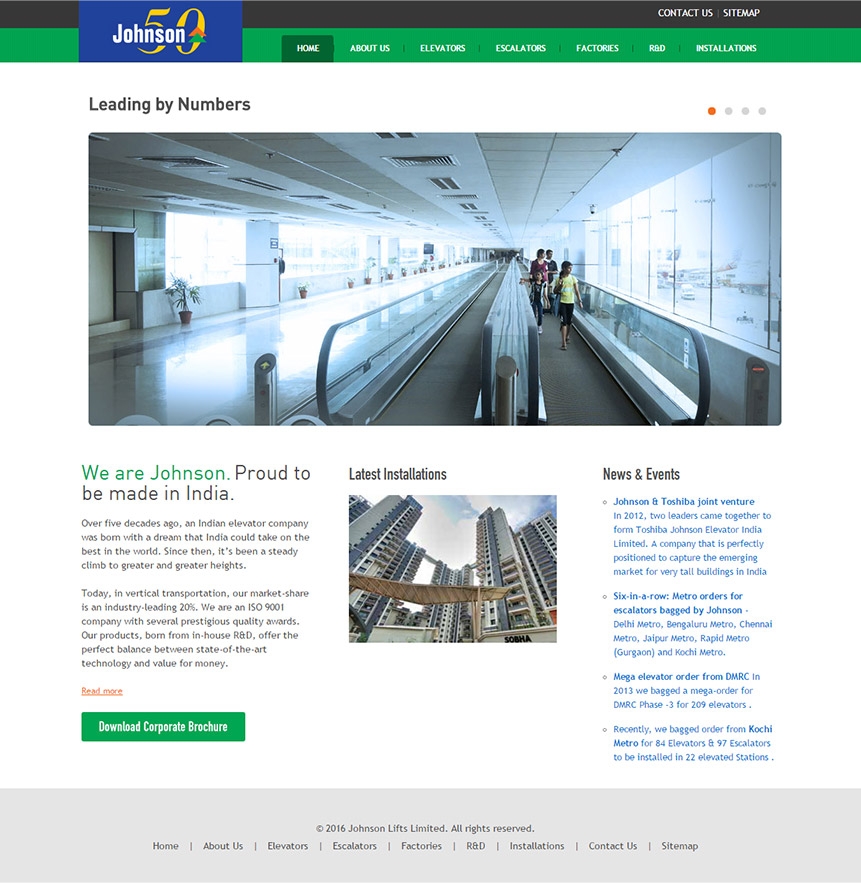 CONTACT US | SITEMAP
Johnson 50
HOME
ABOUT US
ELEVATORS
ESCALATORS
FACTORIES
R&D
INSTALLATIONS
Leading by Numbers
We are Johnson. Proud to
be made in India.
Over five decades ago, an Indian elevator company
was born with a dream that India could take on the
best in the world. Since then, it's been a steady
climb to greater and greater heights.
Today, in vertical transportation, our market-share
is an industry-leading 20%. We are an ISO 9001
company with several prestigious quality awards.
Our products, born from in-house R&D, offer the
perfect balance between state-of-the-art
technology and value for money.
Read more
Download Corporate Brochure
Latest Installations
SOBHA
News & Events
Johnson & Toshiba joint venture
In 2012, two leaders came together to
form Toshiba Johnson Elevator India
Limited. A company that is perfectly
positioned to capture the emerging
market for very tall buildings in India
Six-in-a-row: Metro orders for
escalators bagged by Johnson -
Delhi Metro, Bengaluru Metro, Chennai
Metro, Jaipur Metro, Rapid Metro
(Gurgaon) and Kochi Metro.
Mega elevator order from DMRC In
2013 we bagged a mega-order for
DMRC Phase -3 for 209 elevators .
Recently, we bagged order from Kochi
Metro for 84 Elevators & 97 Escalators
to be installed in 22 elevated Stations .
© 2016 Johnson Lifts Limited. All rights reserved.
Home | About Us | Elevators | Escalators | Factories | R&D | Installations | Contact Us | Sitemap